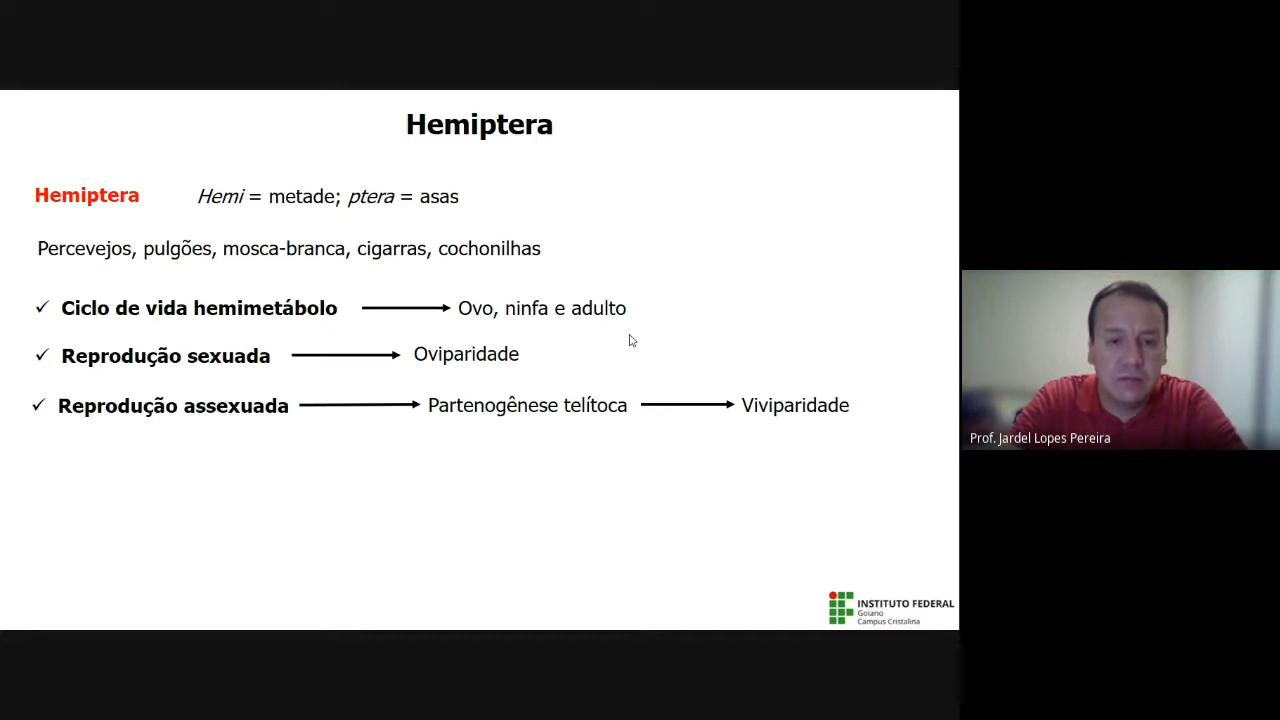 Hemiptera
Hemiptera Hemi = metade; ptera = asas
Percevejos, pulgões, mosca-branca, cigarras, cochonilhas
✓ Ciclo de vida hemimetábolo Ovo, ninfa e adulto
✓ Reprodução sexuada Oviparidade
✓ Reprodução assexuada Partenogênese telítoca Viviparidade
Prof. Jardel Lopes Pereira
INSTITUTO FEDERAL
Goiano
Campus Cristalina